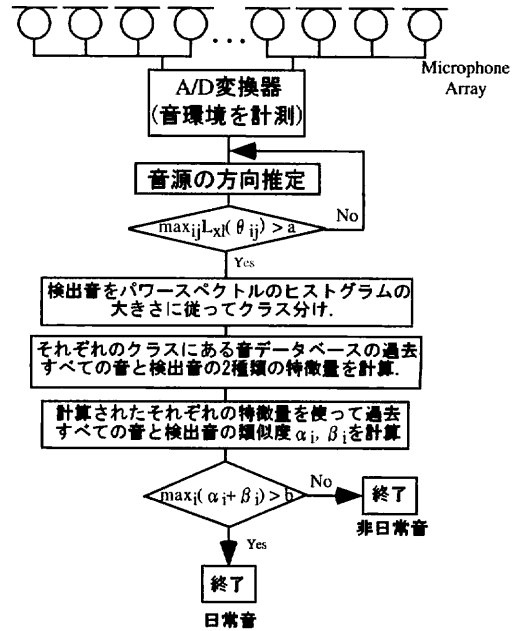 Microphone
Array
A/D変換器
(音環境を計測)
音源の方向推定
max_ij L_xl(θ_ij) > a
No
Yes
検出音をパワースペクトルのヒストグラムの
大きさに従ってクラス分け.
それぞれのクラスにある音データベースの過去
すべての音と検出音の2種類の特徴量を計算.
計算されたそれぞれの特徴量を使って過去
すべての音と検出音の類似度αi, βiを計算
max_i(α_i+β_i) > b
No
終了
非日常音
Yes
終了
日常音